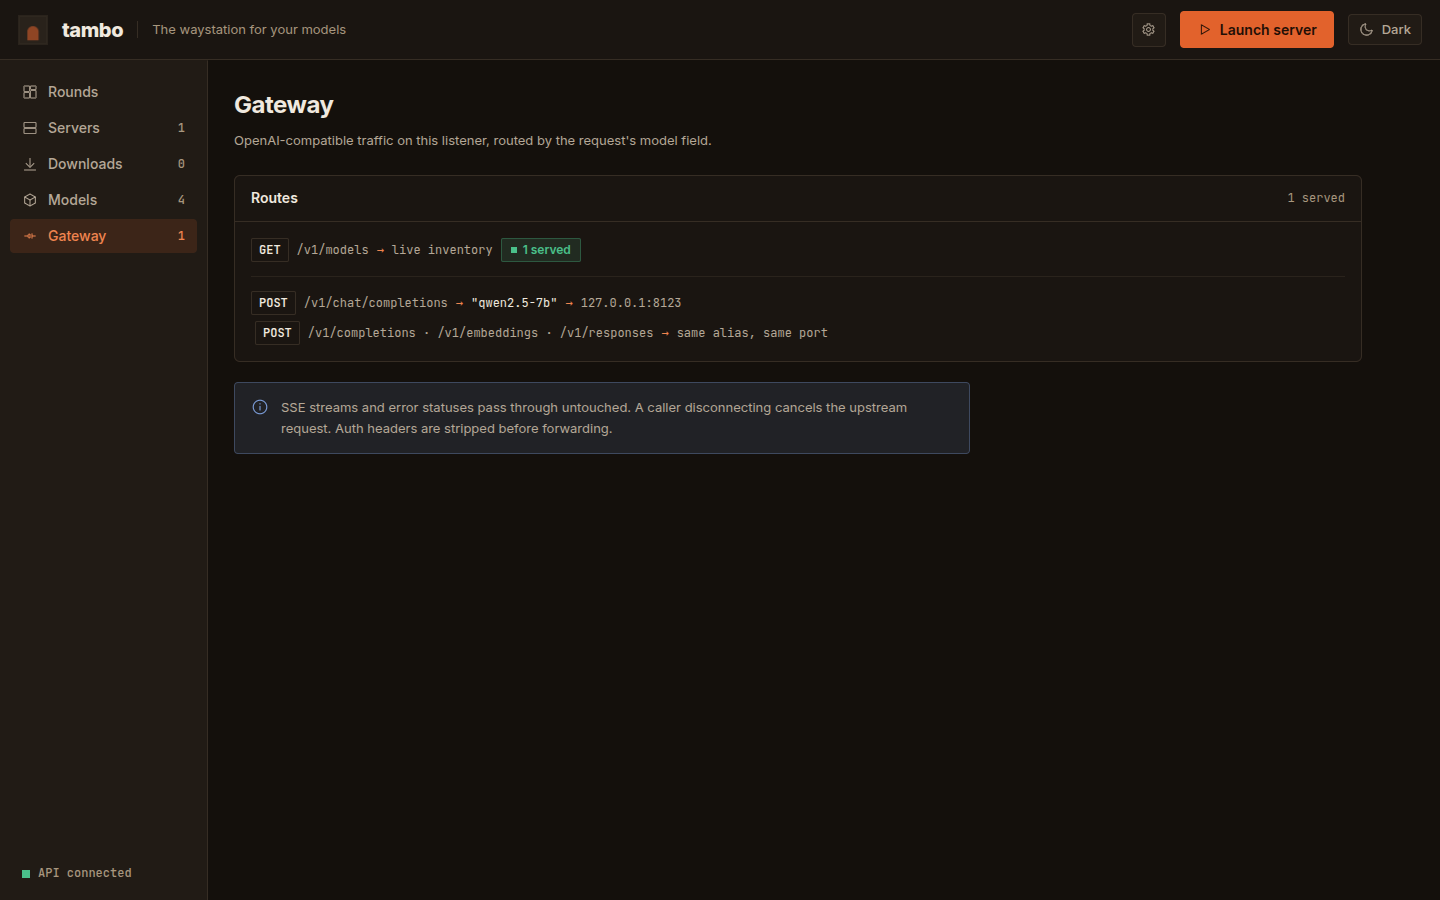 tambo
The waystation for your models
Launch server
Dark
Rounds
Servers 1
Downloads 0
Models 4
Gateway 1
API connected
Gateway
OpenAI-compatible traffic on this listener, routed by the request's model field.
Routes
1 served
GET /v1/models → live inventory 1 served
POST /v1/chat/completions → "qwen2.5-7b" → 127.0.0.1:8123
POST /v1/completions · /v1/embeddings · /v1/responses → same alias, same port
SSE streams and error statuses pass through untouched. A caller disconnecting cancels the upstream
request. Auth headers are stripped before forwarding.